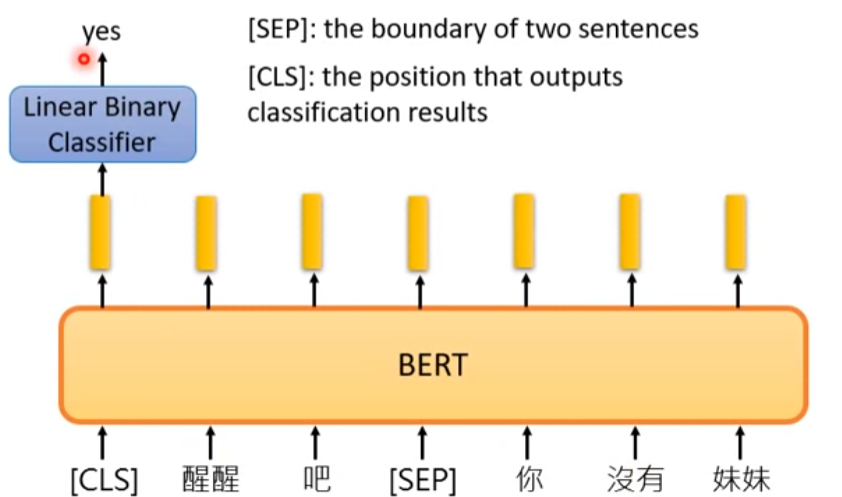 yes
[SEP]: the boundary of two sentences
[CLS]: the position that outputs
classification results
Linear Binary
Classifier
BERT
[CLS] 醒醒 吧 [SEP] 你 沒有 妹妹